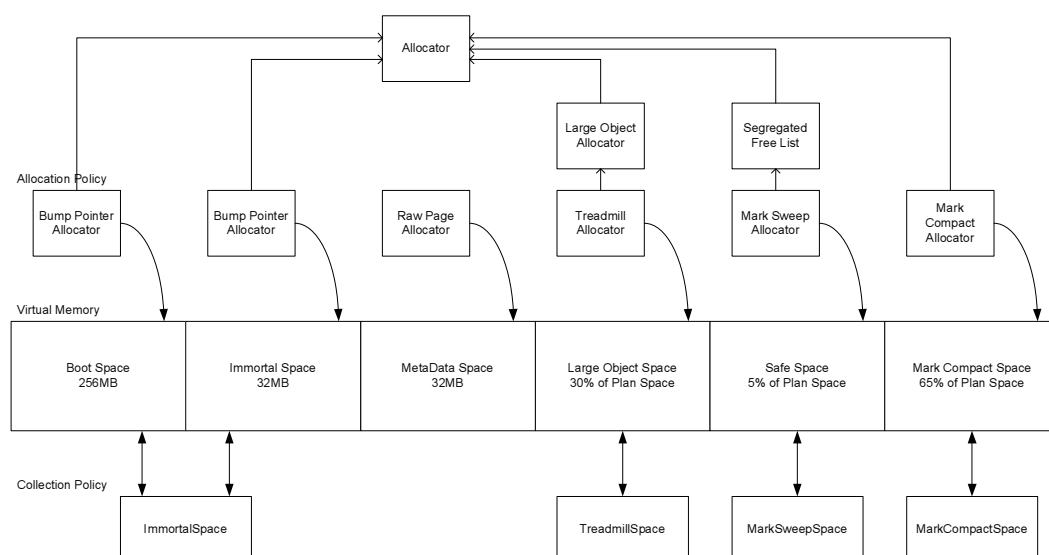 Allocator
Large Object
Allocator
Segregated
Free List
Allocation Policy
Bump Pointer
Allocator
Bump Pointer
Allocator
Raw Page
Allocator
Treadmill
Allocator
Mark Sweep
Allocator
Mark
Compact
Allocator
Virtual Memory
Boot Space
256MB
Immortal Space
32MB
MetaData Space
32MB
Large Object Space
30% of Plan Space
Safe Space
5% of Plan Space
Mark Compact Space
65% of Plan Space
Collection Policy
ImmortalSpace
TreadmillSpace
MarkSweepSpace
MarkCompactSpace